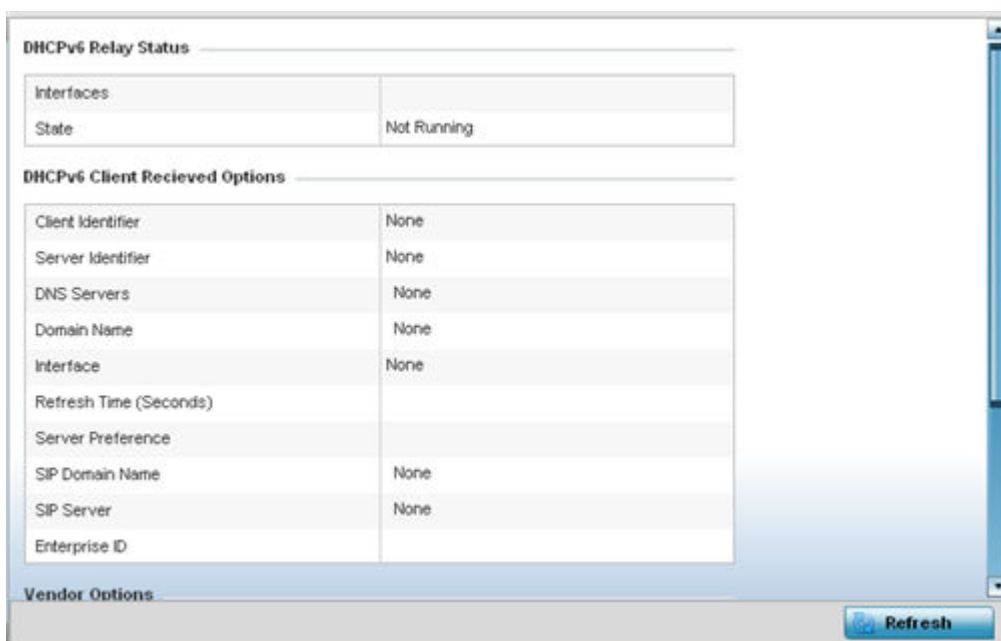 DHCPv6 Relay Status
Interfaces
State Not Running
DHCPv6 Client Recieved Options
Client Identifier None
Server Identifier None
DNS Servers None
Domain Name None
Interface None
Refresh Time (Seconds)
Server Preference
SIP Domain Name None
SIP Server None
Enterprise ID
Vendor Options
Refresh